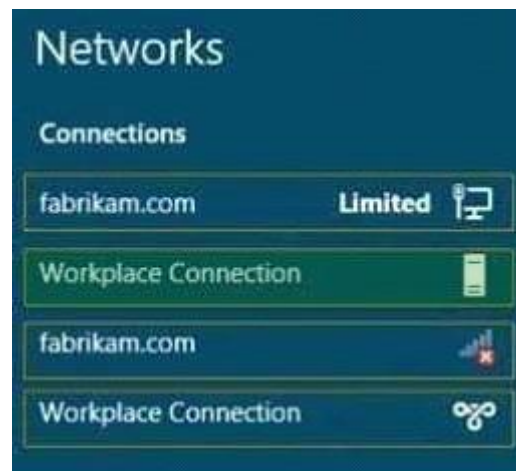 Networks
Connections
fabrikam.com Limited
Workplace Connection
fabrikam.com
Workplace Connection